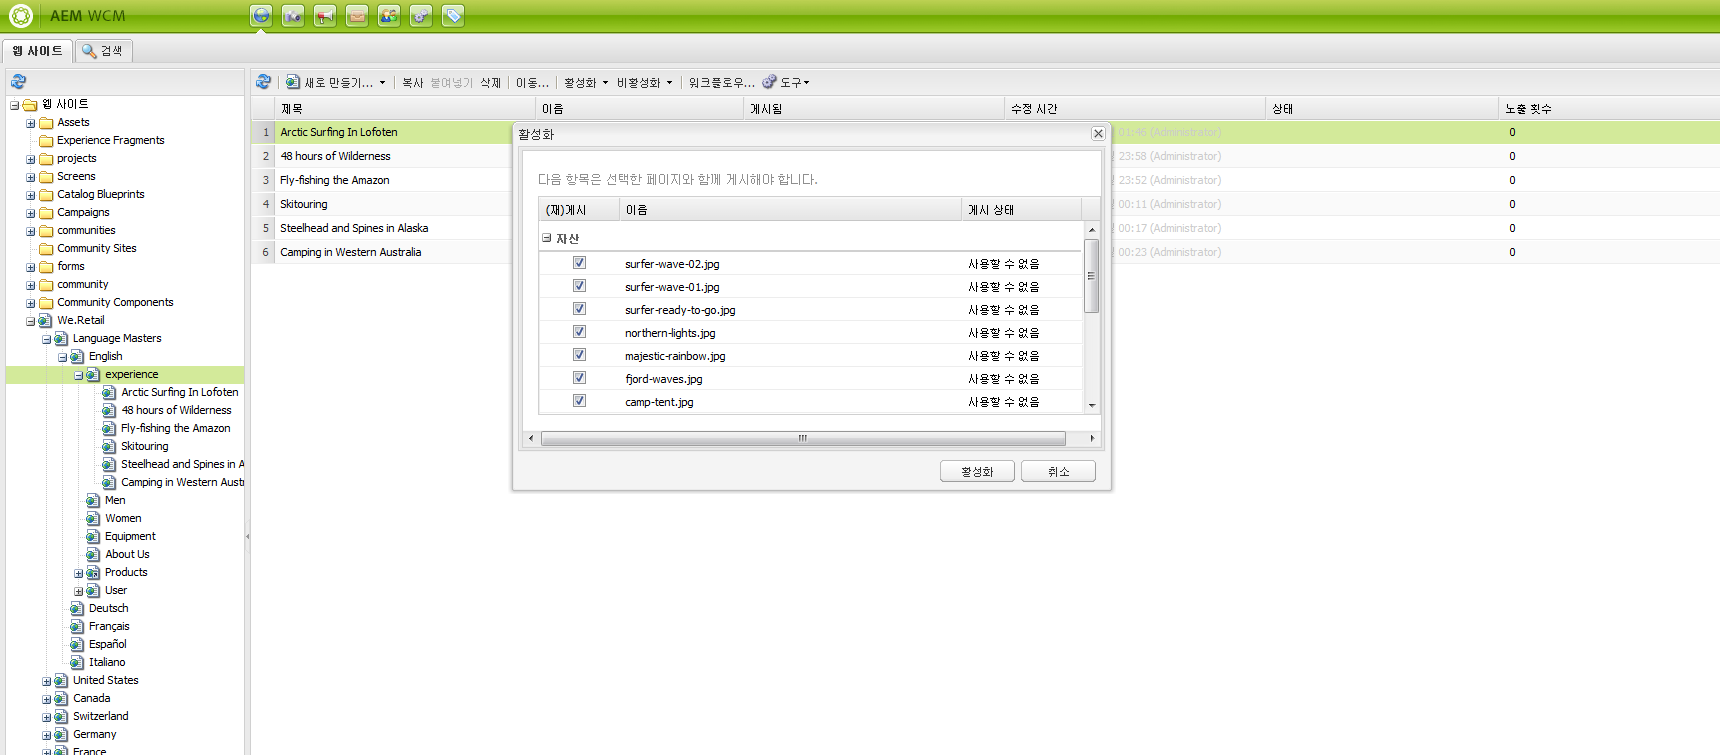 AEM WCM
웹 사이트 검색
새로 만들기... 복사 붙여넣기 삭제 이동... 활성화 비활성화 워크플로우... 도구
제목 이름 게시됨 수정 시간 상태 노출 횟수
1 Arctic Surfing In Lofoten 01:46 (Administrator) 0
2 48 hours of Wilderness 23:58 (Administrator) 0
3 Fly-fishing the Amazon 23:52 (Administrator) 0
4 Skitouring 00:11 (Administrator) 0
5 Steelhead and Spines in Alaska 00:17 (Administrator) 0
6 Camping in Western Australia 00:23 (Administrator) 0
웹 사이트
Assets
Experience Fragments
projects
Screens
Catalog Blueprints
Campaigns
communities
Community Sites
forms
community
Community Components
We.Retail
Language Masters
English
experience
Arctic Surfing In Lofoten
48 hours of Wilderness
Fly-fishing the Amazon
Skitouring
Steelhead and Spines in A
Camping in Western Aust
Men
Women
Equipment
About Us
Products
User
Deutsch
Français
Español
Italiano
United States
Canada
Switzerland
Germany
France
활성화
다음 항목은 선택한 페이지와 함께 게시해야 합니다.
(재)게시 이름 게시 상태
자산
surfer-wave-02.jpg 사용할 수 없음
surfer-wave-01.jpg 사용할 수 없음
surfer-ready-to-go.jpg 사용할 수 없음
northern-lights.jpg 사용할 수 없음
majestic-rainbow.jpg 사용할 수 없음
fjord-waves.jpg 사용할 수 없음
camp-tent.jpg 사용할 수 없음
활성화 취소